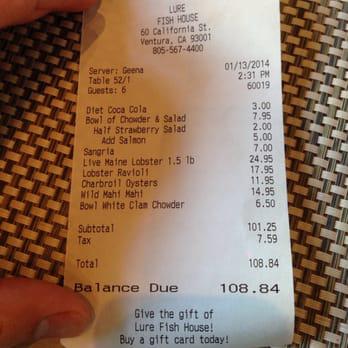 LURE
FISH HOUSE
60 California St.
Ventura, CA 93001
805-567-4400
Server: Geena 01/13/2014
Table 52/1 2:31 PM
Guests: 6 60019
Diet Coca Cola 3.00
Bowl of Chowder & Salad 7.95
Half Strawberry Salad 2.00
Add Salmon 5.00
Sangria 7.00
Live Maine Lobster 1.5 lb 24.95
Lobster Ravioli 17.95
Charbroil Oysters 11.95
Wild Mahi Mahi 14.95
Bowl White Clam Chowder 6.50
Subtotal 101.25
Tax 7.59
Total 108.84
Balance Due 108.84
Give the gift of
Lure Fish House!
Buy a gift card today!